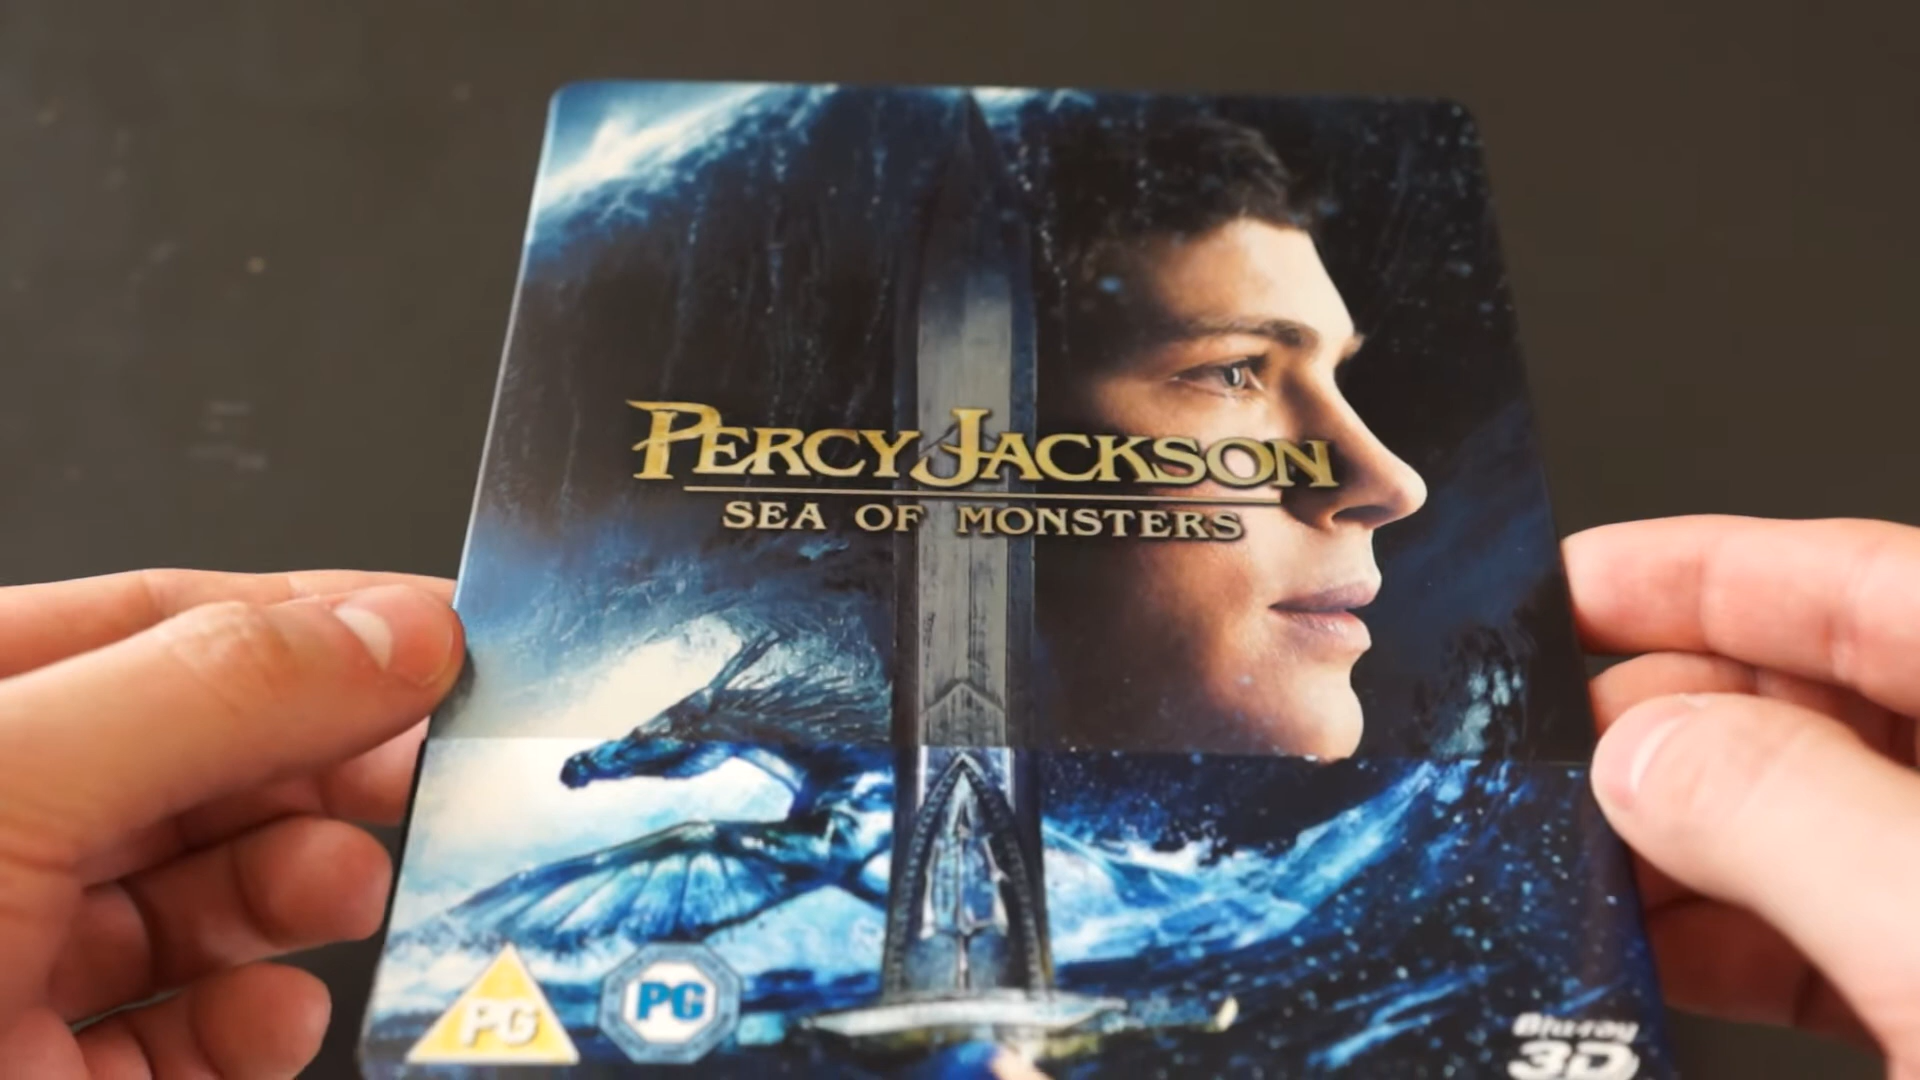 PERCY JACKSON
SEA OF MONSTERS
PG
PG
Blu-ray
3D